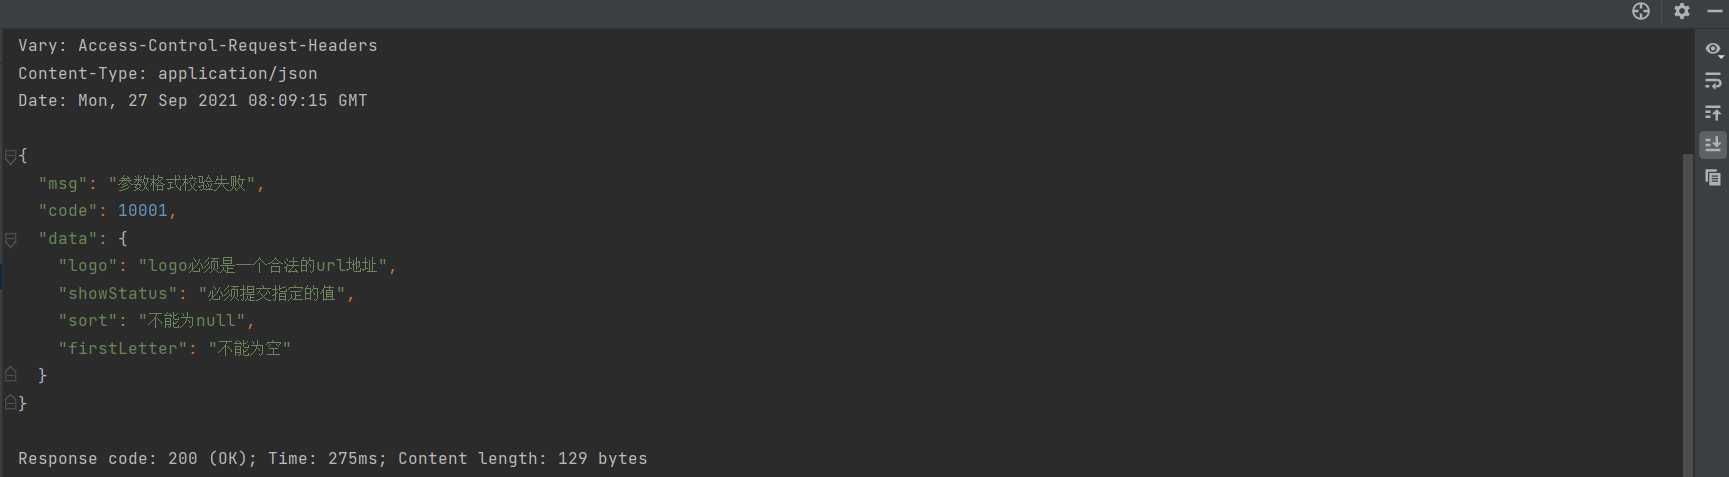 Vary: Access-Control-Request-Headers
Content-Type: application/json
Date: Mon, 27 Sep 2021 08:09:15 GMT
{
"msg": "参数格式校验失败",
"code": 10001,
"data": {
"logo": "logo必须是一个合法的url地址",
"showStatus": "必须提交指定的值",
"sort": "不能为null",
"firstLetter": "不能为空"
}
}
Response code: 200 (OK); Time: 275ms; Content length: 129 bytes